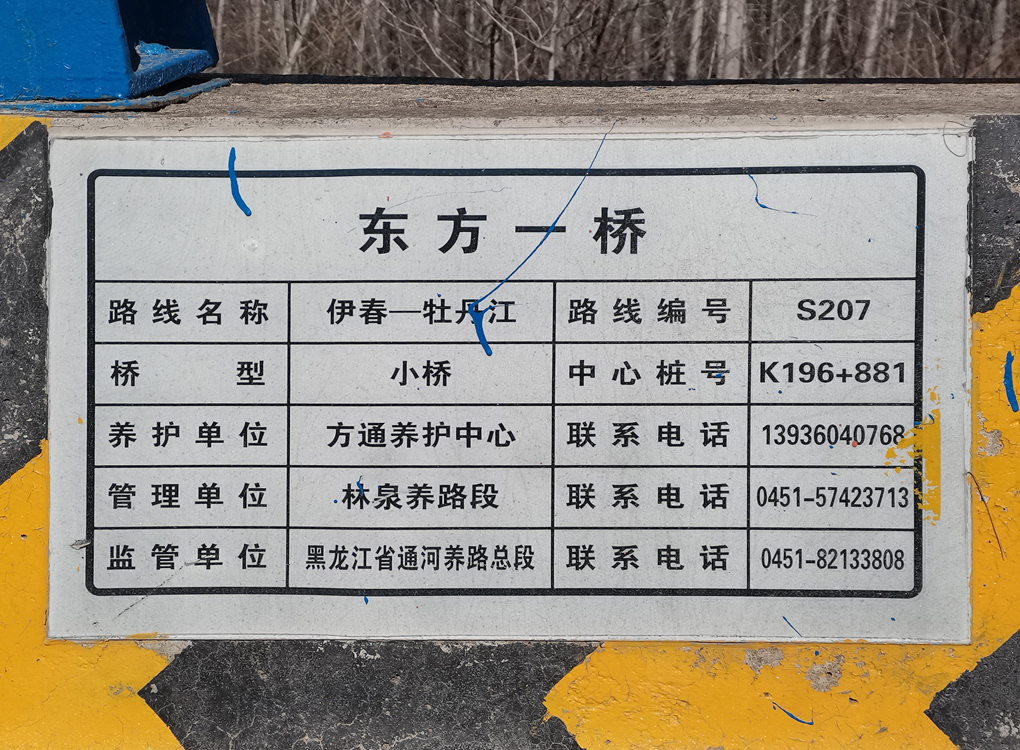 东方一桥
路线名称 伊春—牡丹江 路线编号 S207
桥型 小桥 中心桩号 K196+881
养护单位 方通养护中心 联系电话 13936040768
管理单位 林泉养路段 联系电话 0451-57423713
监管单位 黑龙江省通河养路总段 联系电话 0451-82133808